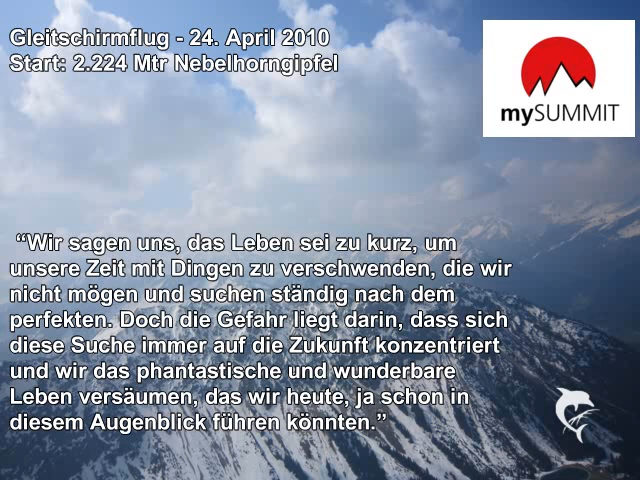 Gleitschirmflug - 24. April 2010
Start: 2.224 Mtr Nebelhorngipfel
mySUMMIT
“Wir sagen uns, das Leben sei zu kurz, um
unsere Zeit mit Dingen zu verschwenden, die wir
nicht mögen und suchen ständig nach dem
perfekten. Doch die Gefahr liegt darin, dass sich
diese Suche immer auf die Zukunft konzentriert
und wir das phantastische und wunderbare
Leben versäumen, das wir heute, ja schon in
diesem Augenblick führen könnten.”